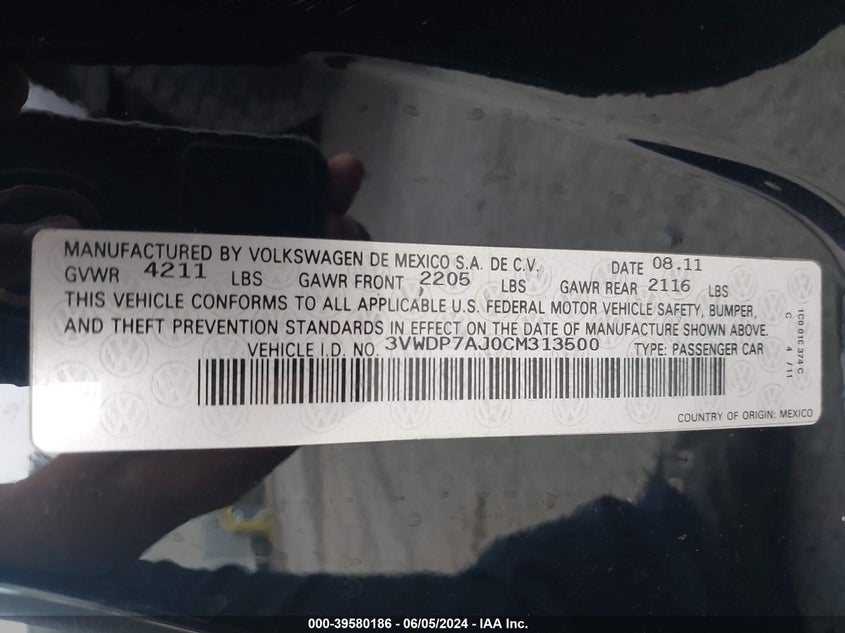 MANUFACTURED BY VOLKSWAGEN DE MEXICO S.A. DE C.V. DATE 08.11
GVWR 4211 LBS GAWR FRONT 2205 LBS GAWR REAR 2116 LBS
THIS VEHICLE CONFORMS TO ALL APPLICABLE U.S. FEDERAL MOTOR VEHICLE SAFETY, BUMPER,
AND THEFT PREVENTION STANDARDS IN EFFECT ON THE DATE OF MANUFACTURE SHOWN ABOVE.
VEHICLE I.D. NO. 3VWDP7AJ0CM313500 TYPE: PASSENGER CAR
COUNTRY OF ORIGIN: MEXICO
C 4/11
000-39580186 - 06/05/2024 - IAA Inc.